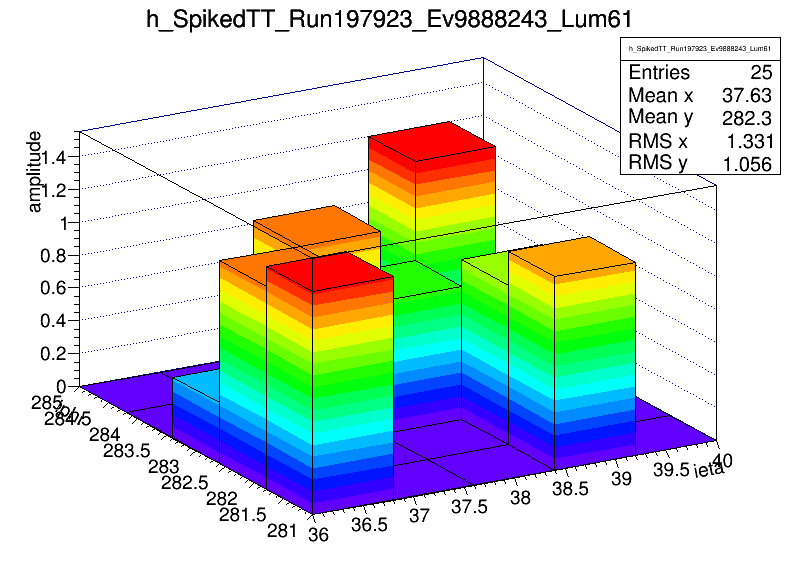 h_SpikedTT_Run197923_Ev9888243_Lum61
h_SpikedTT_Run197923_Ev9888243_Lum61
Entries 25
Mean x 37.63
Mean y 282.3
RMS x 1.331
RMS y 1.056
amplitude
1.4
1.2
1
0.8
0.6
0.4
0.2
0
285
284.5
284
283.5
283
282.5
282
281.5
281
36
36.5
37
37.5
38
38.5
39
39.5
40
ieta